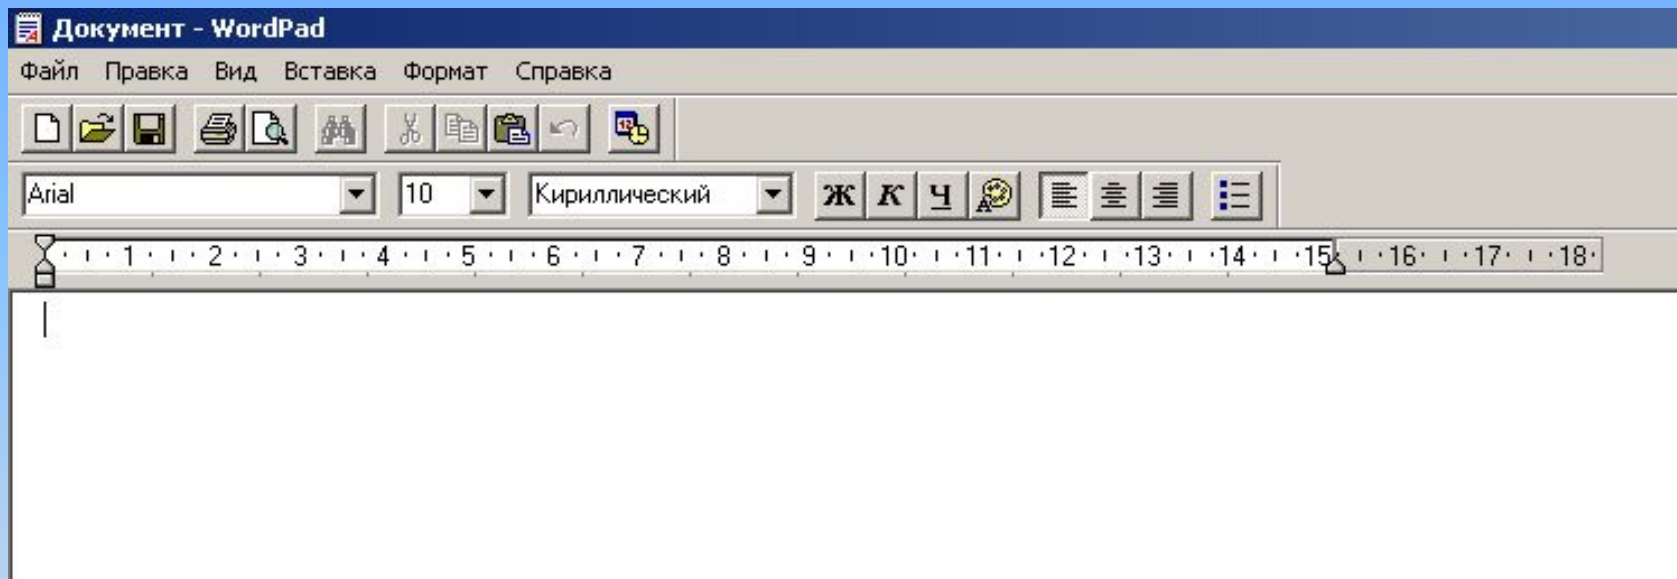 Документ - WordPad
Файл Правка Вид Вставка Формат Справка
Arial 10 Кириллический Ж К Ч
1 2 3 4 5 6 7 8 9 10 11 12 13 14 15 16 17 18